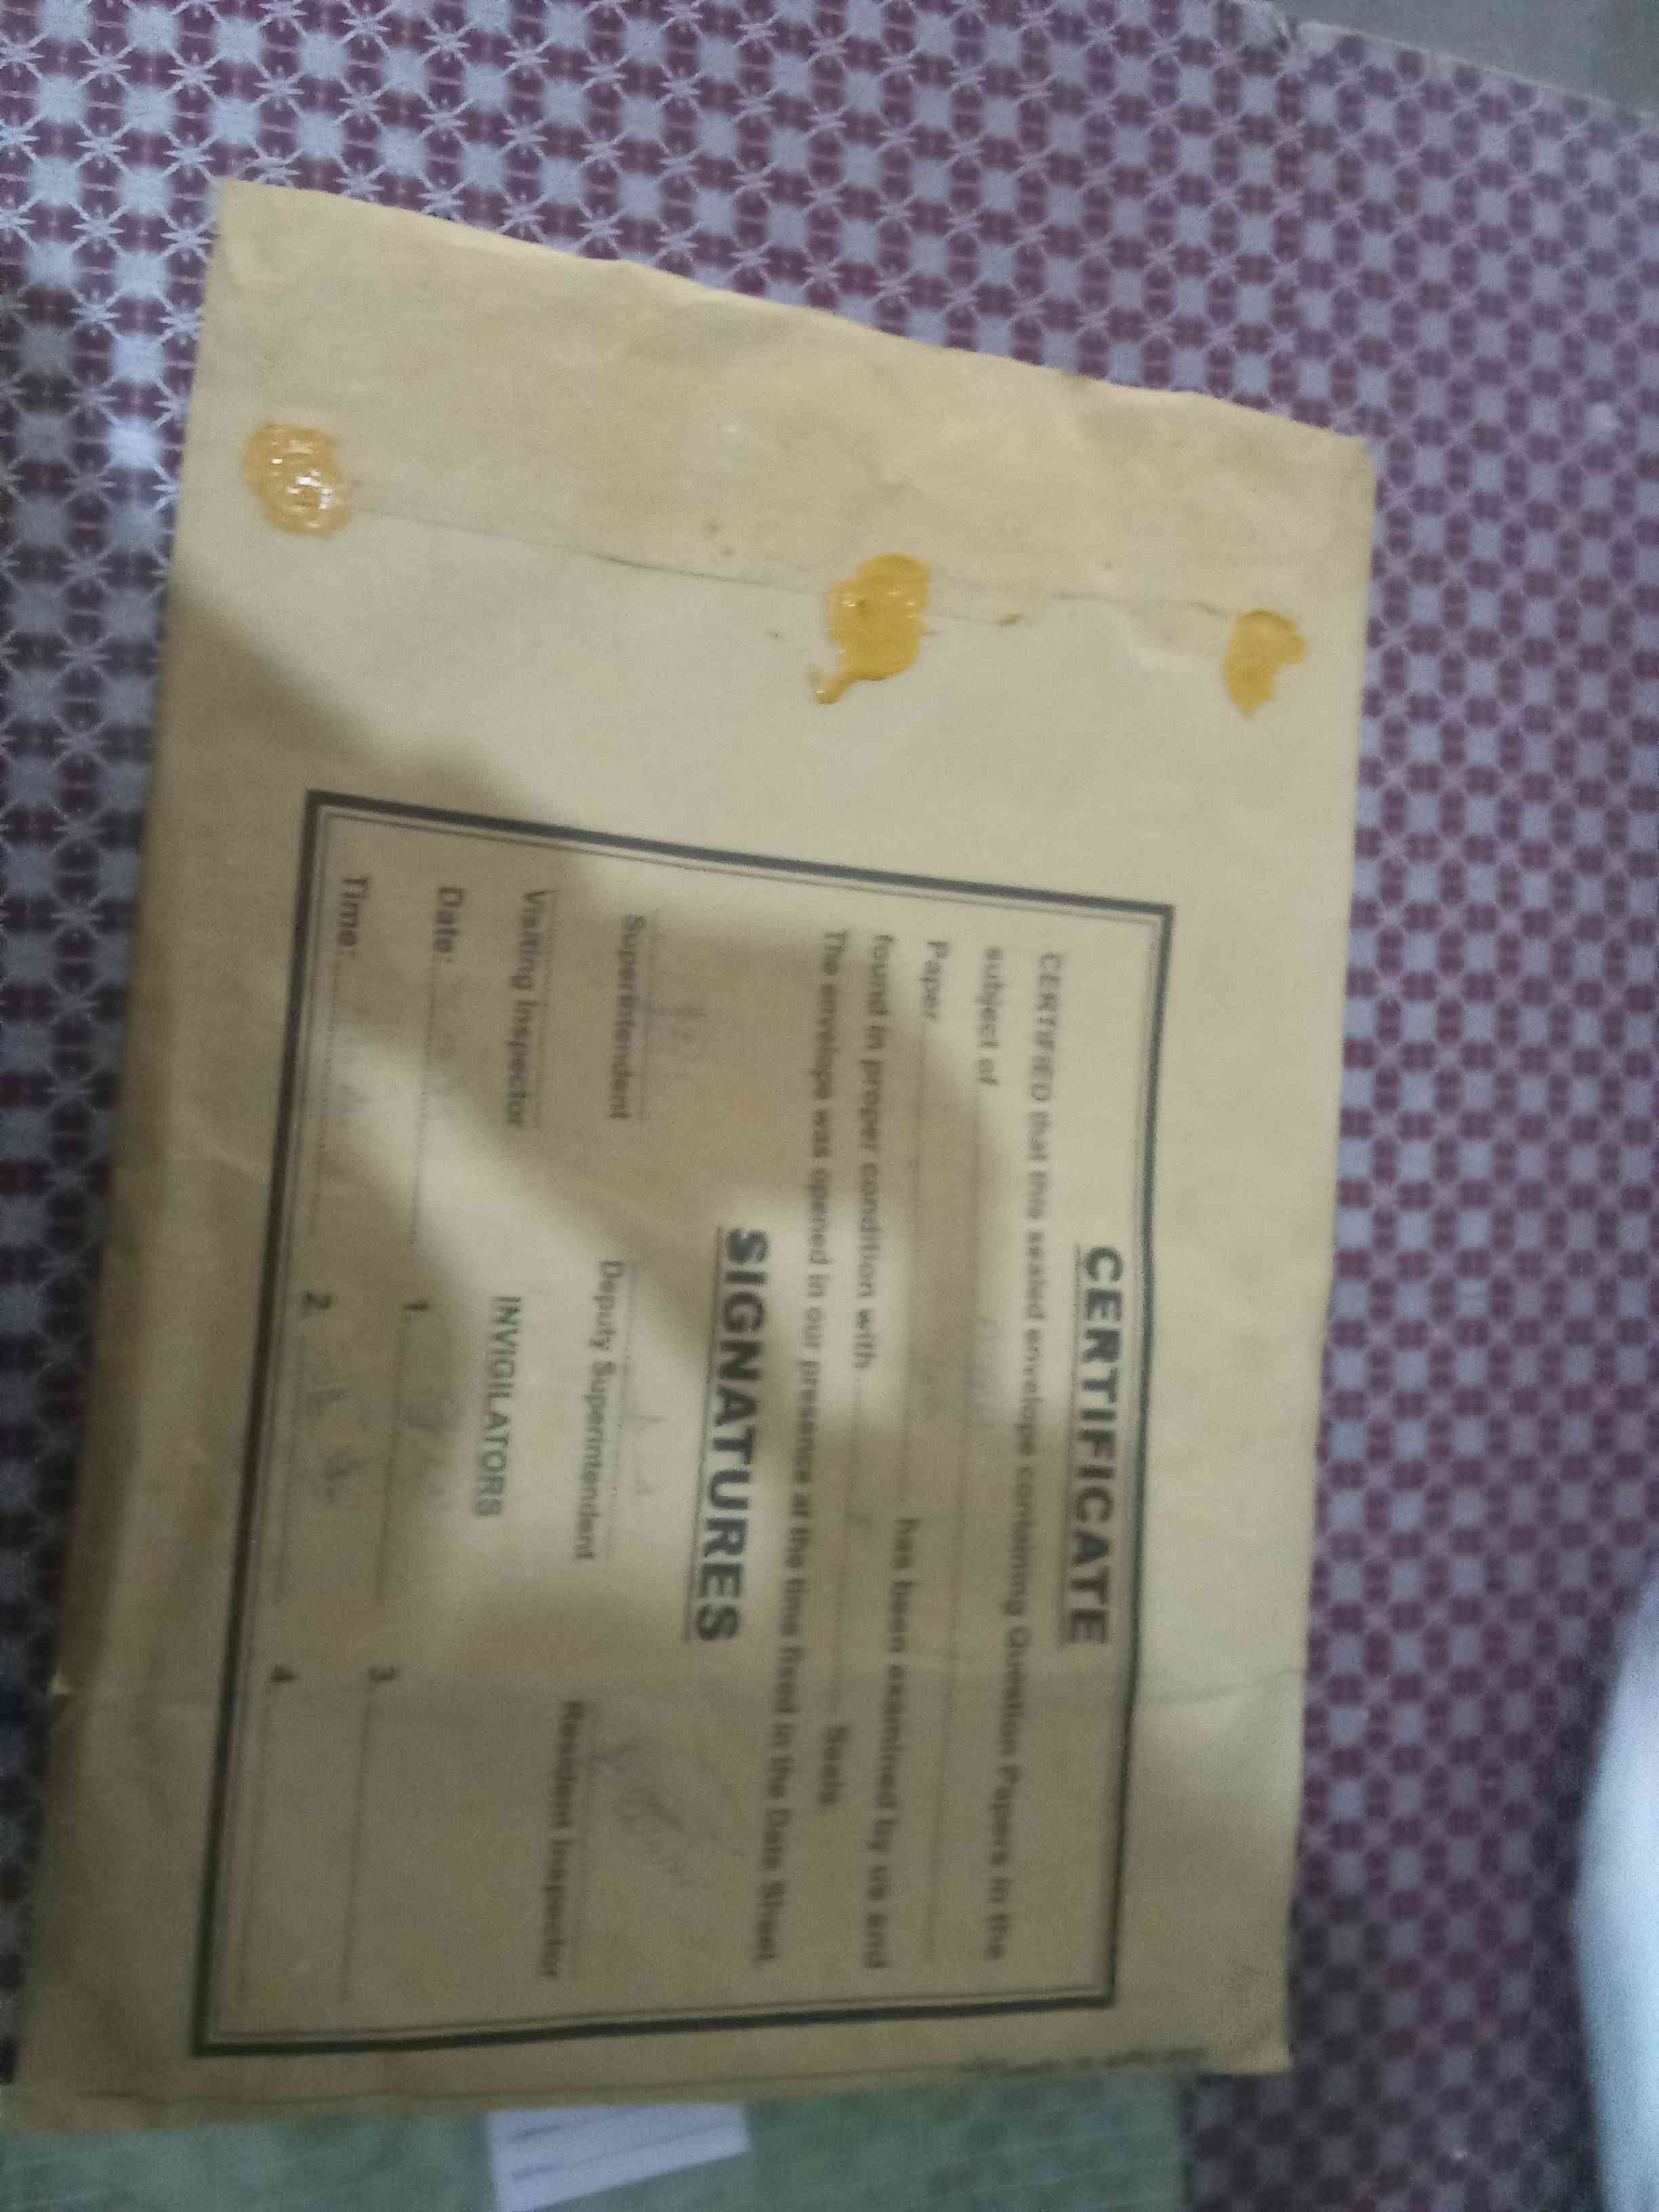 CERTIFICATE
CERTIFIED that this sealed envelope containing Question Papers in the
subject of
Paper has been examined by us and
found in proper condition with Seals.
The envelope was opened in our presence at the time fixed in the Date Sheet.
SIGNATURES
Superintendent Deputy Superintendent Resident Inspector
Visiting Inspector INVIGILATORS
Date: 1. 3.
Time: 2. 4.